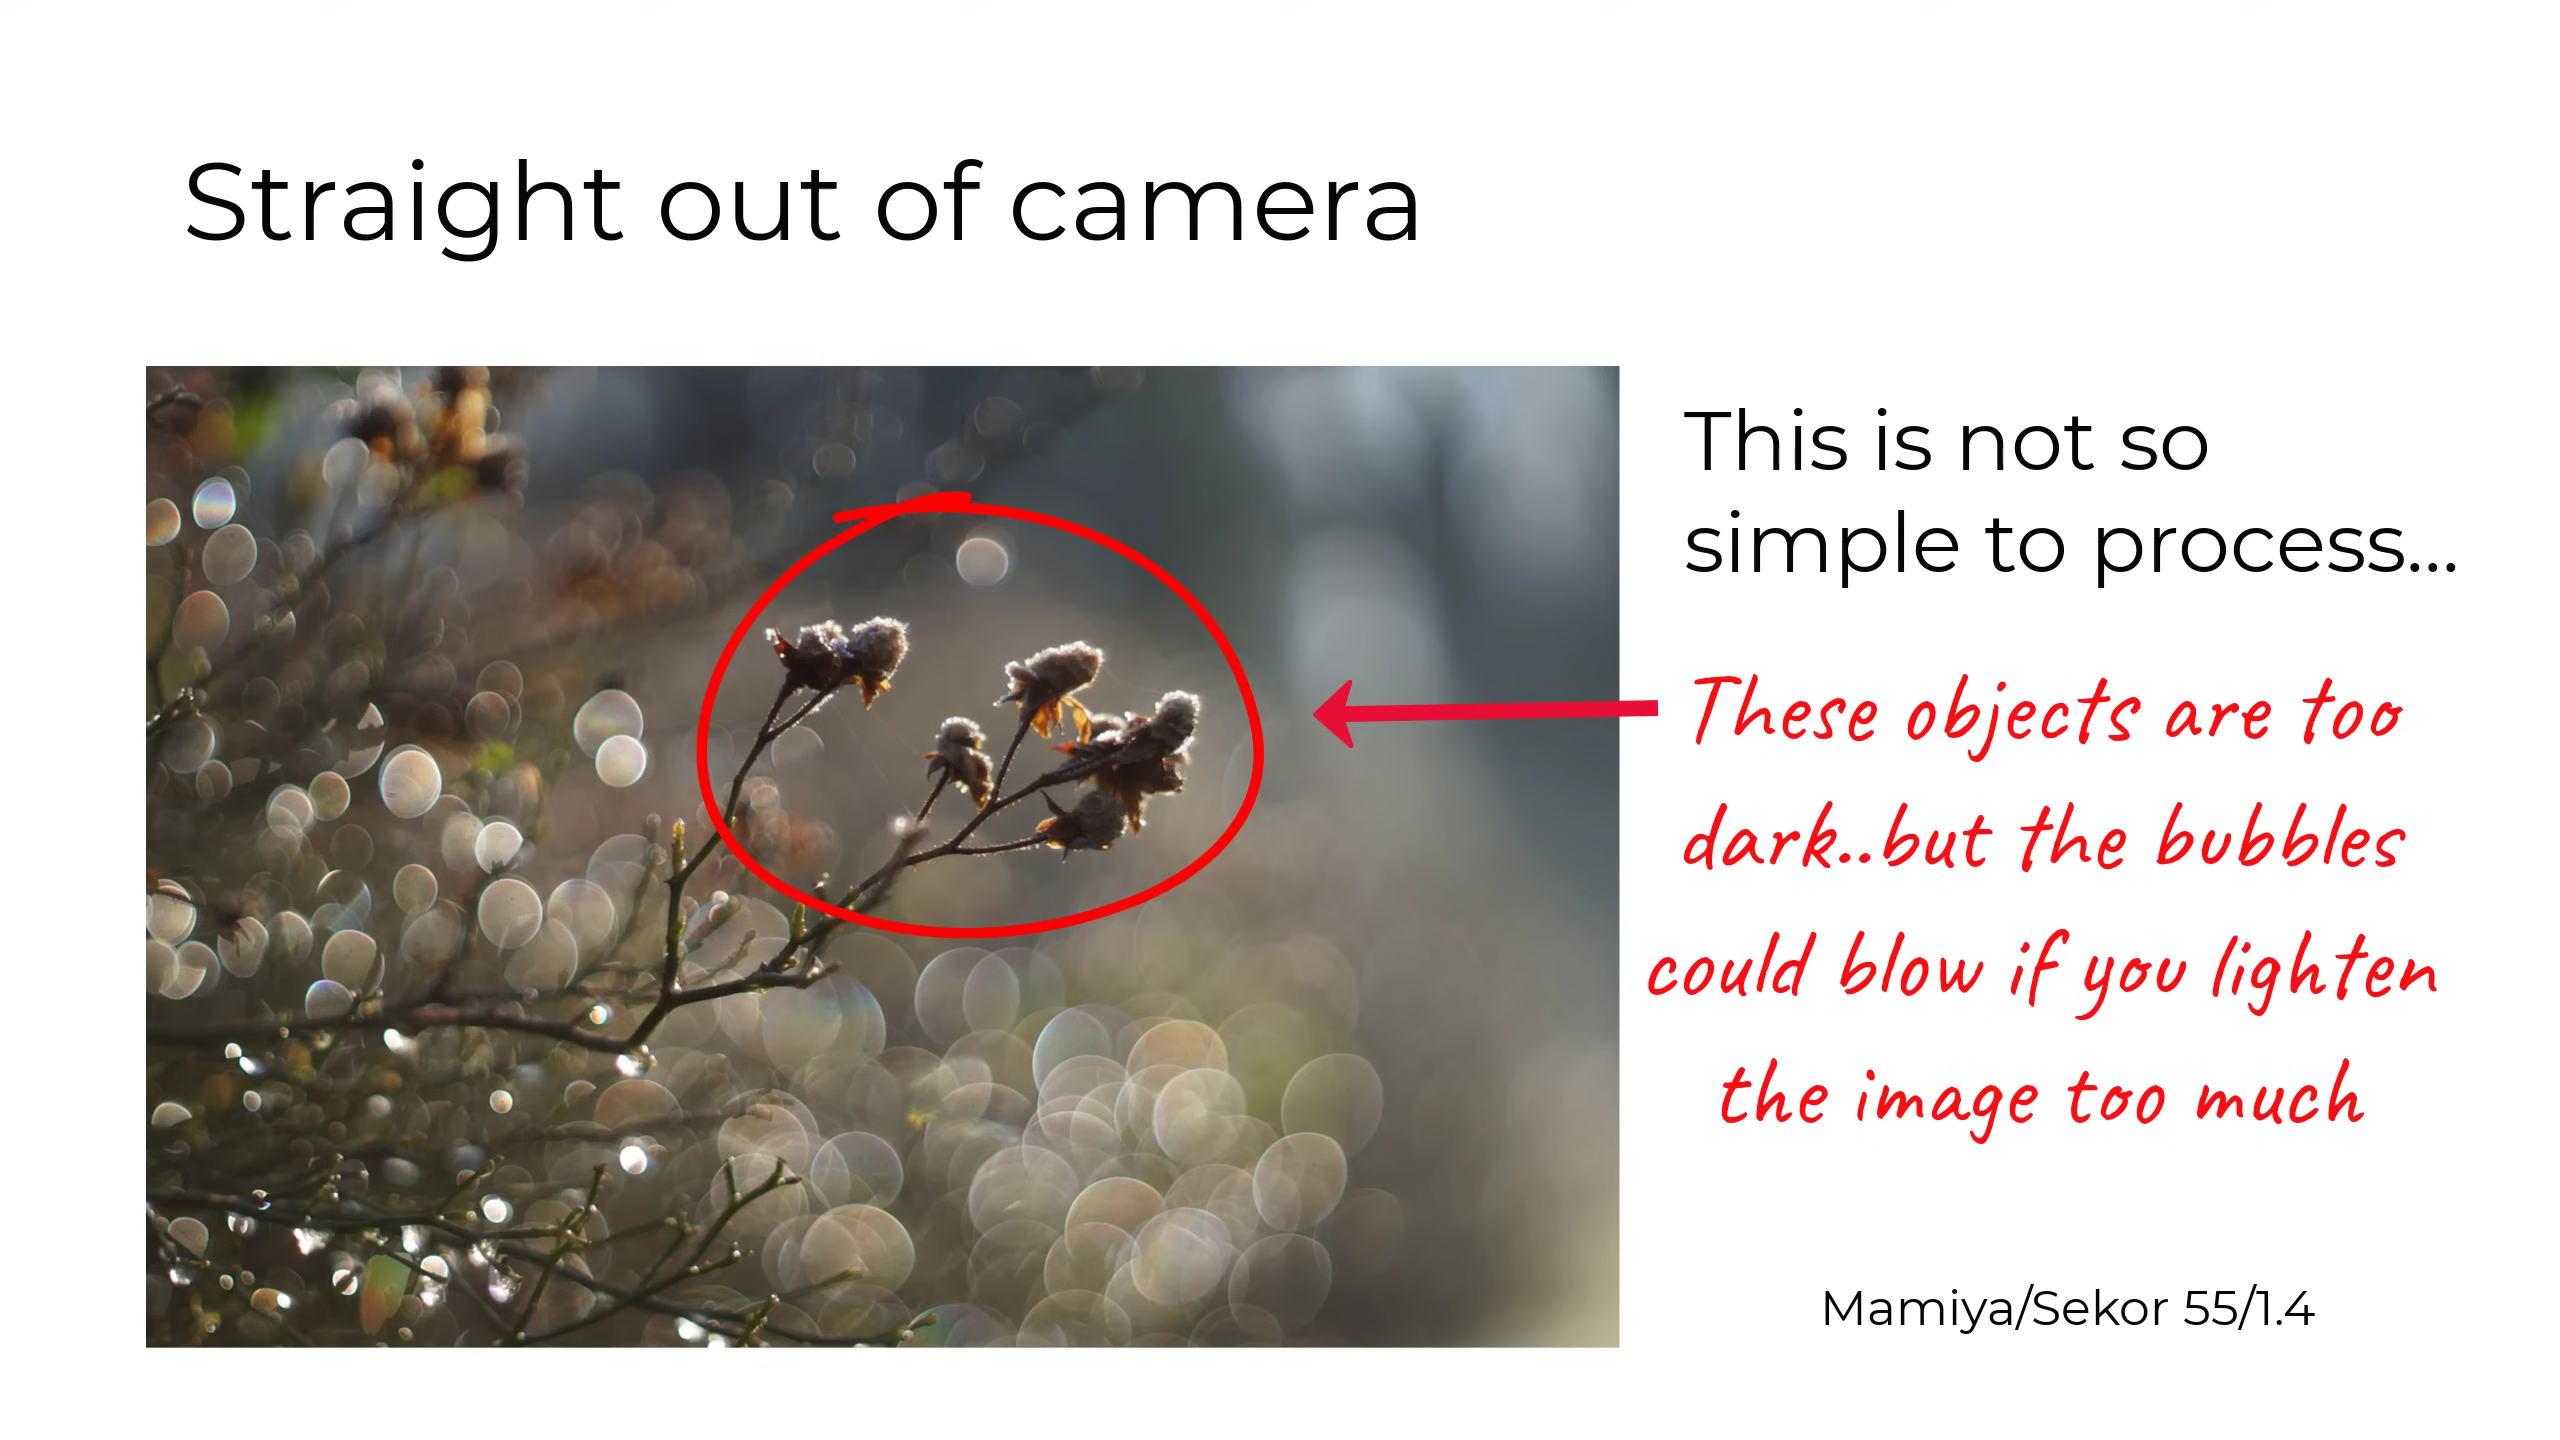 Straight out of camera
This is not so
simple to process...
These objects are too
dark..but the bubbles
could blow if you lighten
the image too much
Mamiya/Sekor 55/1.4